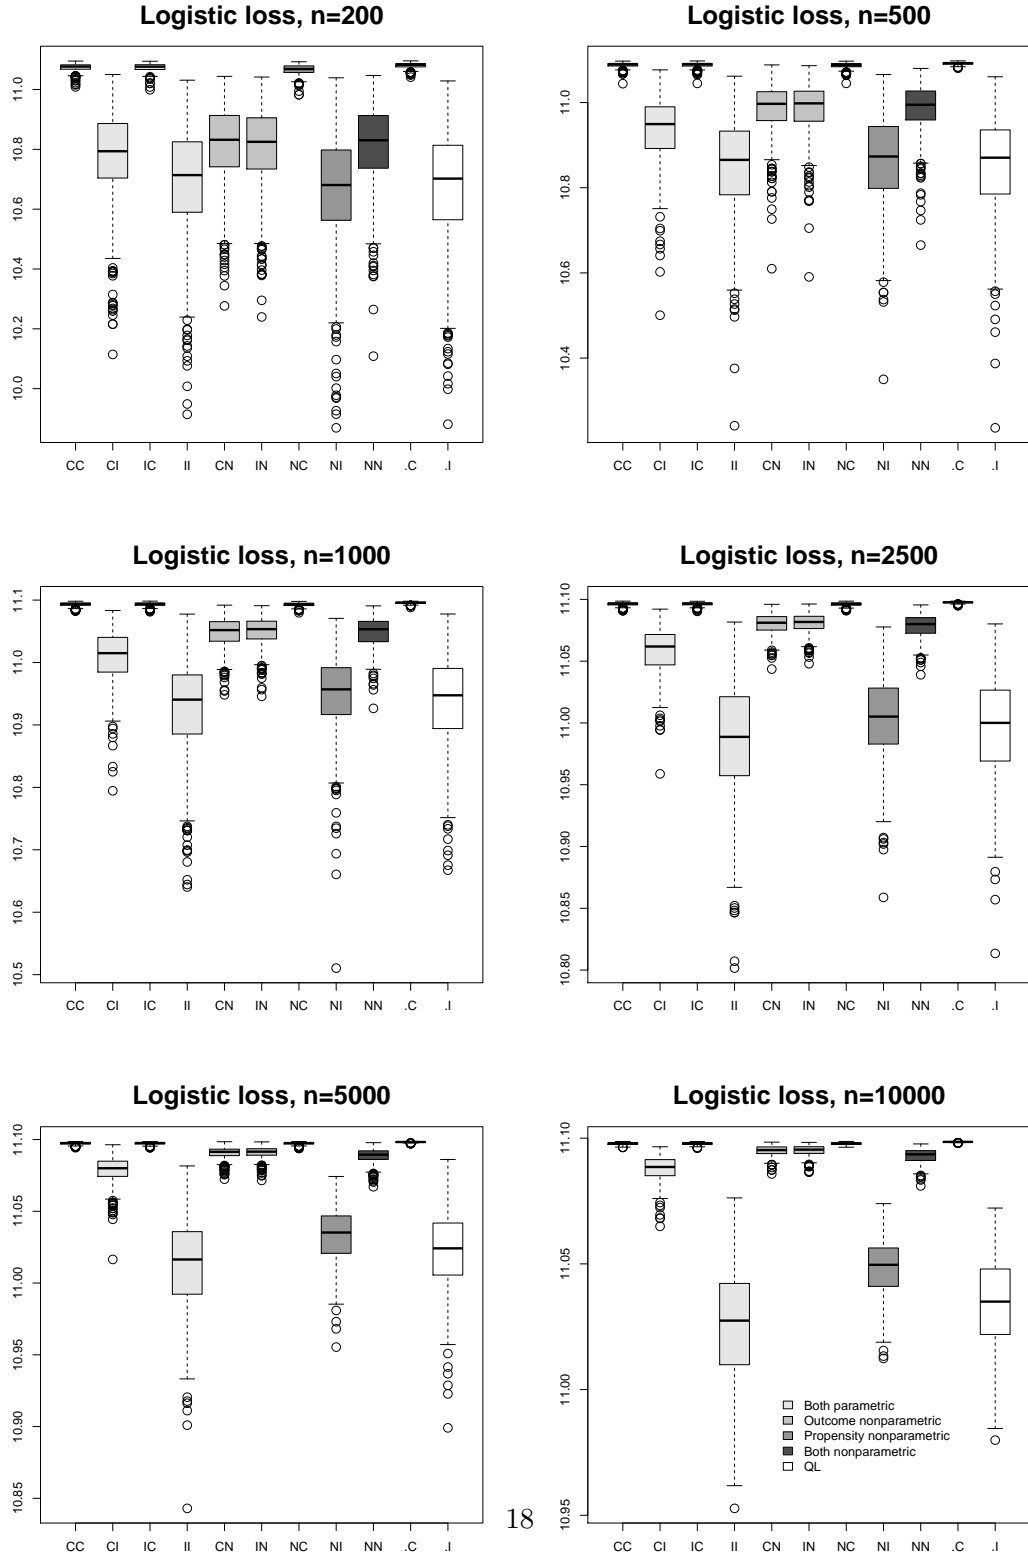 Logistic loss, n=200
11.0
10.8
10.6
10.4
10.2
10.0
CC CI IC II CN IN NC NI NN .C .I
Logistic loss, n=500
11.0
10.8
10.6
10.4
CC CI IC II CN IN NC NI NN .C .I
Logistic loss, n=1000
11.1
11.0
10.9
10.8
10.7
10.6
10.5
CC CI IC II CN IN NC NI NN .C .I
Logistic loss, n=2500
11.10
11.05
11.00
10.95
10.90
10.85
10.80
CC CI IC II CN IN NC NI NN .C .I
Logistic loss, n=5000
11.10
11.05
11.00
10.95
10.90
10.85
CC CI IC II CN IN NC NI NN .C .I
Logistic loss, n=10000
11.10
11.05
11.00
10.95
Both parametric
Outcome nonparametric
Propensity nonparametric
Both nonparametric
QL
CC CI IC II CN IN NC NI NN .C .I
18